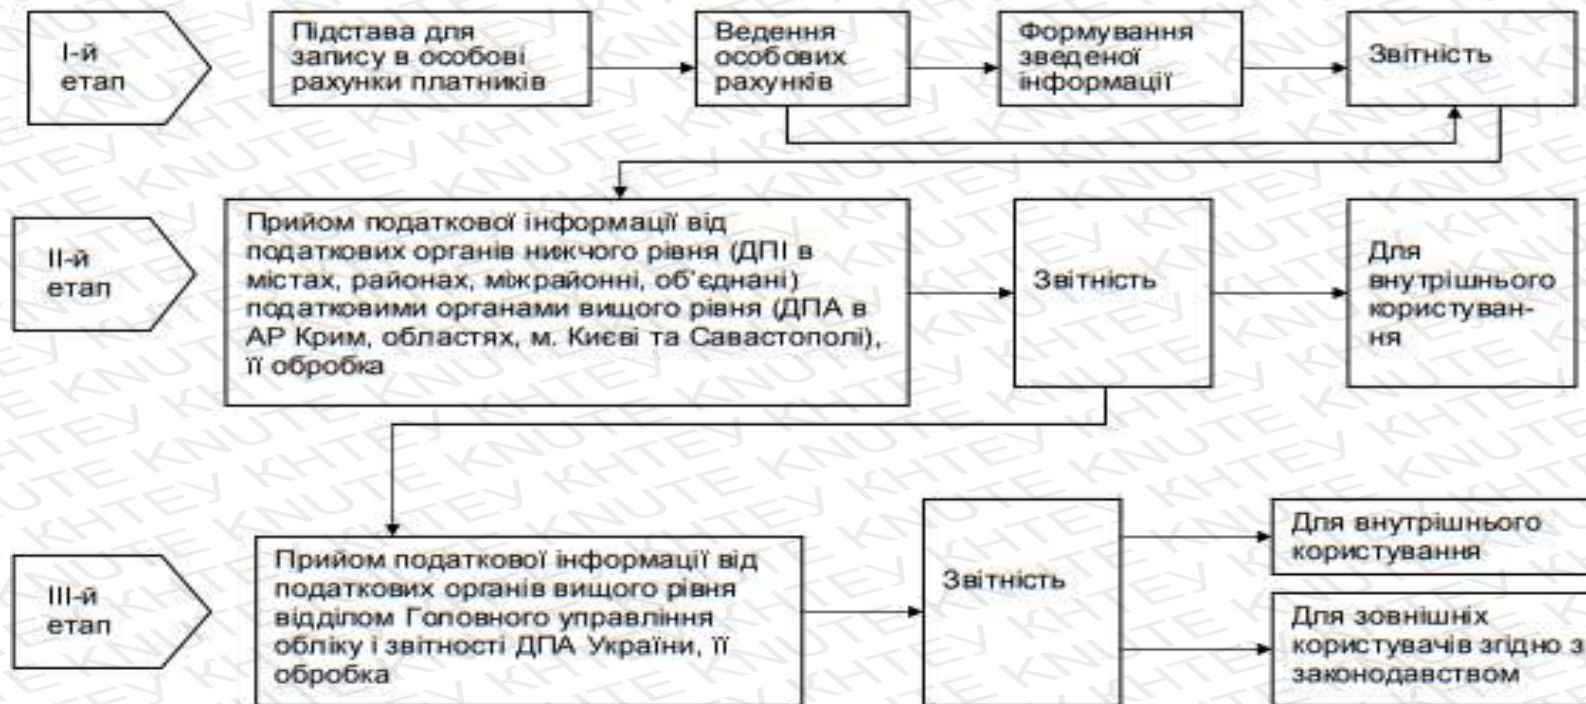 І-й
етап
Підстава для
запису в особові
рахунки платників
Ведення
особових
рахунків
Формування
зведеної
інформації
Звітність
ІІ-й
етап
Прийом податкової інформації від
податкових органів нижчого рівня (ДПІ в
містах, районах, міжрайонні, об'єднані)
податковими органами вищого рівня (ДПА в
АР Крим, областях, м. Києві та Савастополі),
її обробка
Звітність
Для
внутрішнього
користуван-
ня
ІІІ-й
етап
Прийом податкової інформації від
податкових органів вищого рівня
відділом Головного управління
обліку і звітності ДПА України, її
обробка
Звітність
Для внутрішнього
користування
Для зовнішніх
користувачів згідно з
законодавством